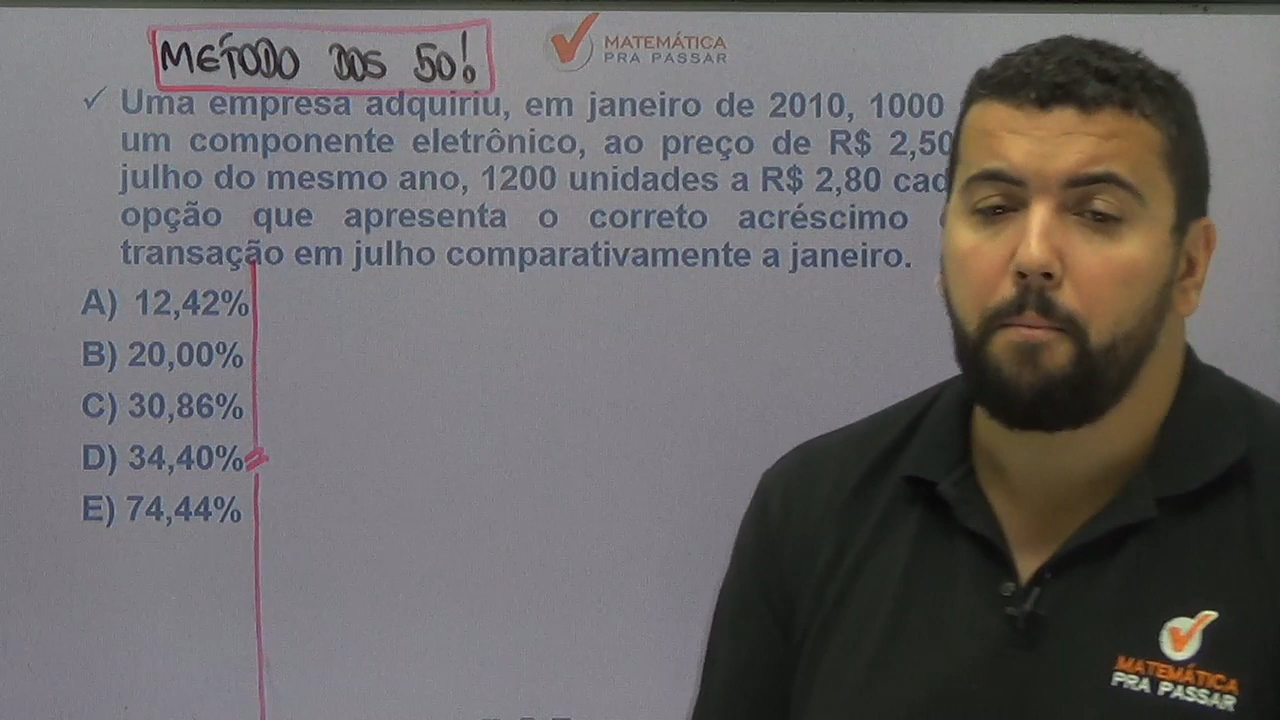 METODO DOS 50!
MATEMÁTICA
PRA PASSAR
✓ Uma empresa adquiriu, em janeiro de 2010, 1000
um componente eletrônico, ao preço de R$ 2,50
julho do mesmo ano, 1200 unidades a R$ 2,80
opção que apresenta o correto acréscimo
transação em julho comparativamente a janeiro.
A) 12,42%
B) 20,00%
C) 30,86%
D) 34,40%
E) 74,44%
MATEMÁTICA
PRA PASSAR